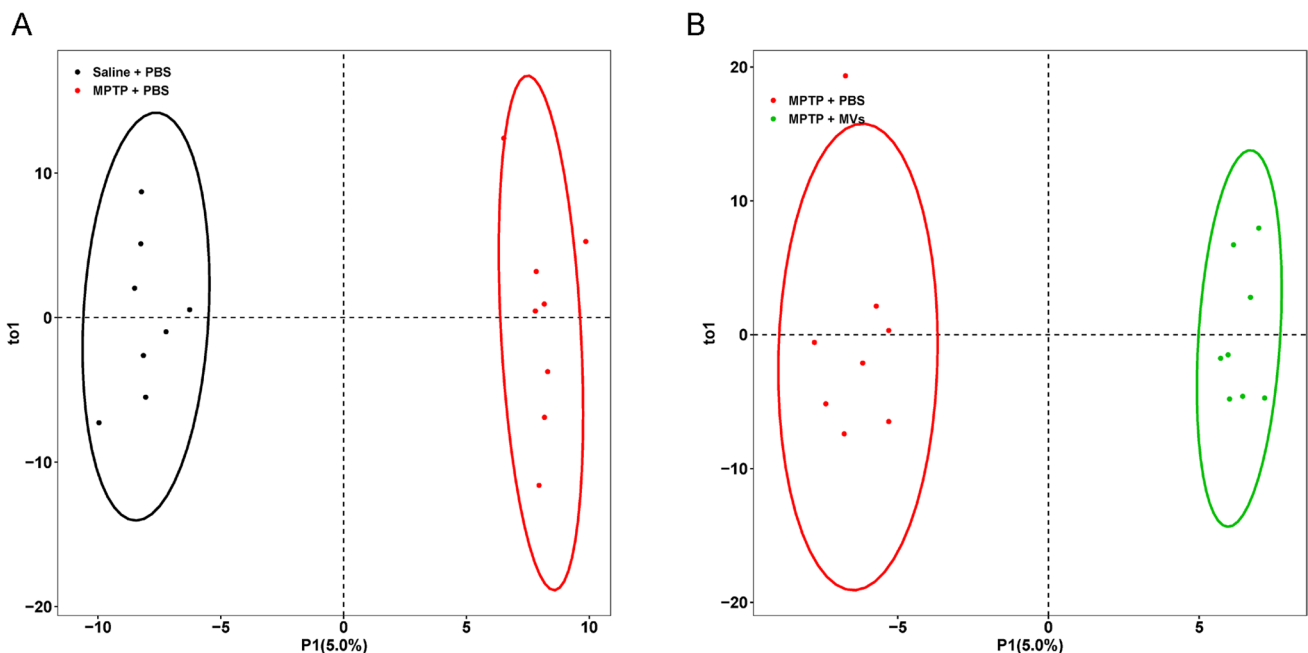 A
Saline + PBS
MPTP + PBS
10
0
−10
−20
to1
−10
−5
0
5
10
P1(5.0%)
B
MPTP + PBS
MPTP + MVs
20
10
0
−10
−20
to1
−5
0
5
P1(5.0%)